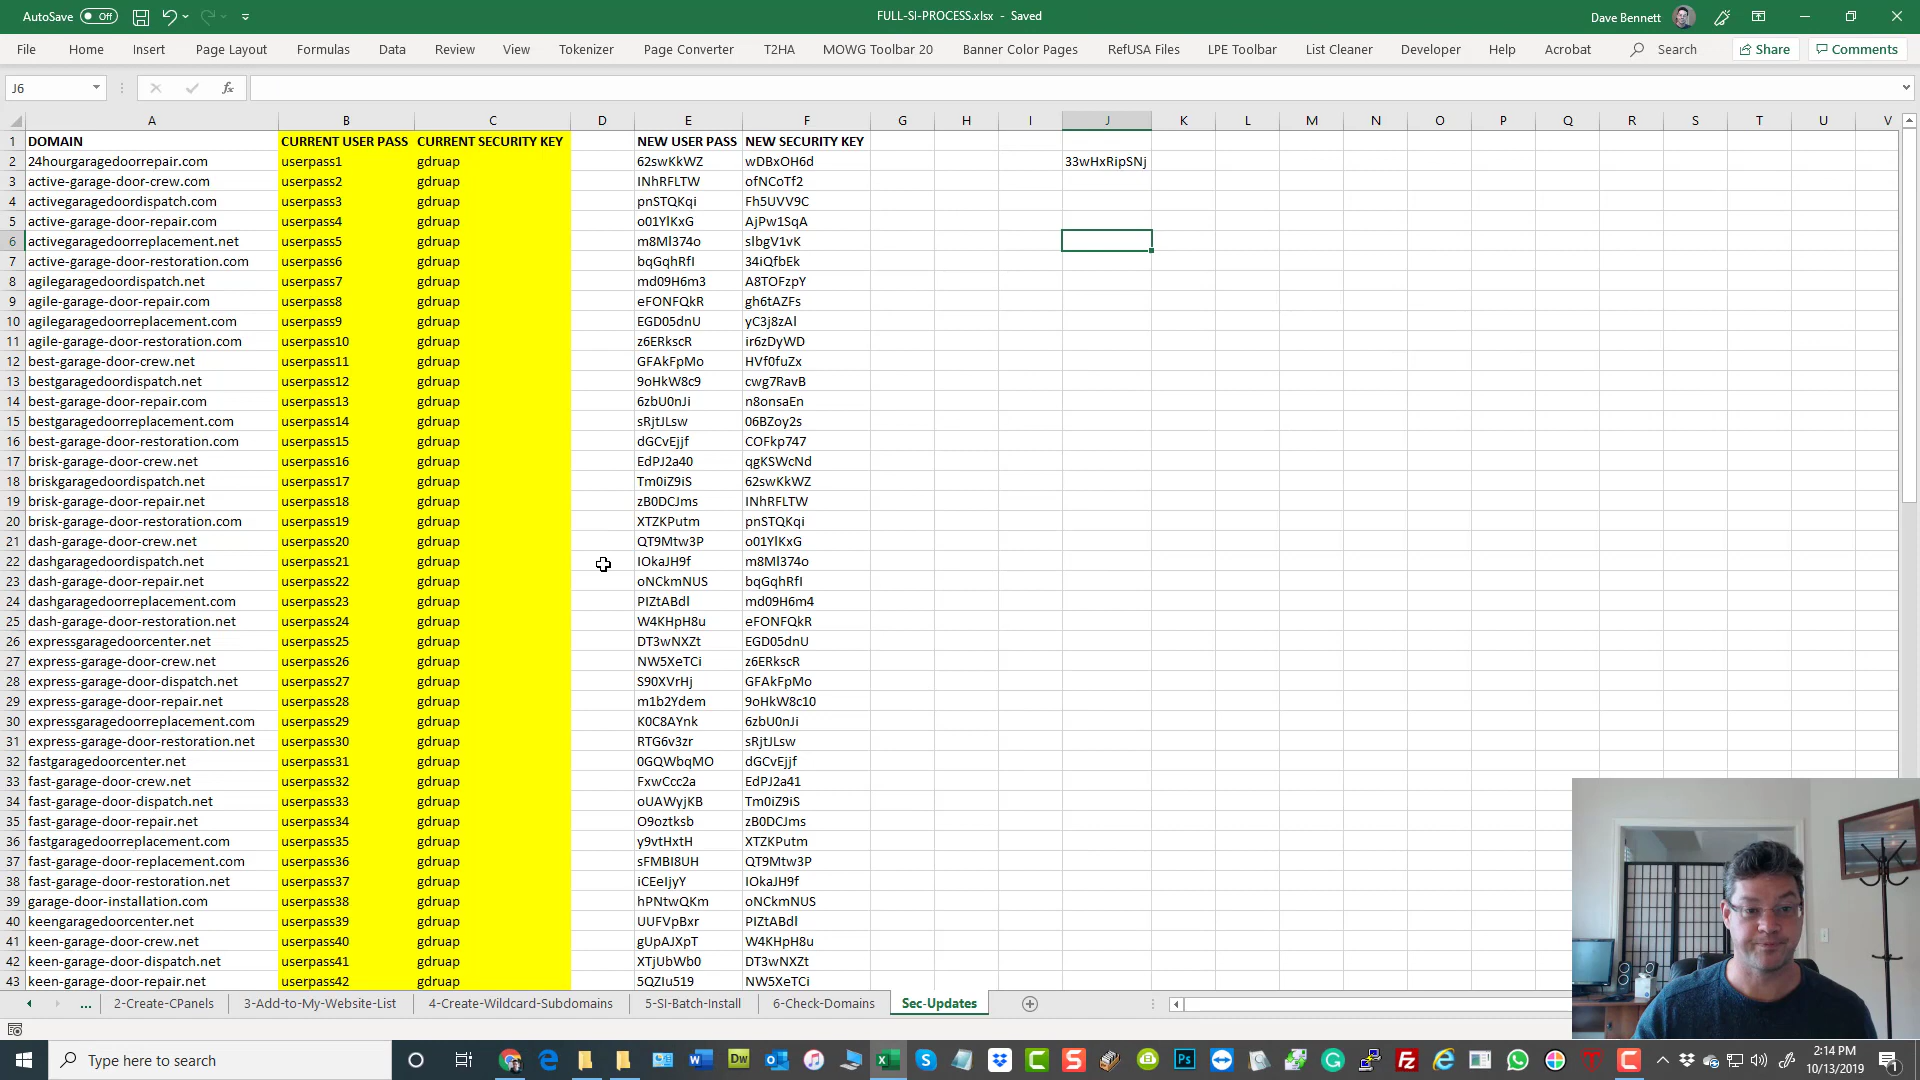 AutoSave Off
FULL-SI-PROCESS.xlsx - Saved
Dave Bennett
File Home Insert Page Layout Formulas Data Review View Tokenizer Page Converter T2HA MOWG Toolbar 20 Banner Color Pages RefUSA Files LPE Toolbar List Cleaner Developer Help Acrobat Search Share Comments
J6 fx
A B C D E F G H I J K L M N O P Q R S T U V
1 DOMAIN CURRENT USER PASS CURRENT SECURITY KEY NEW USER PASS NEW SECURITY KEY
2 24hourgaragedoorrepair.com userpass1 gdruap 62swKkWZ wDBxOH6d 33wHxRipSNj
3 active-garage-door-crew.com userpass2 gdruap INhRFLTW ofNCoTf2
4 activegaragedoordispatch.com userpass3 gdruap pnSTQKqi Fh5UVV9C
5 active-garage-door-repair.com userpass4 gdruap o01YlKxG AjPw1SqA
6 activegaragedoorreplacement.net userpass5 gdruap m8Ml374o slbgV1vK
7 active-garage-door-restoration.com userpass6 gdruap bqGqhRfI 34iQfbEk
8 agilegaragedoordispatch.net userpass7 gdruap md09H6m3 A8TOFzpY
9 agile-garage-door-repair.com userpass8 gdruap eFONFQkR gh6tAZFs
10 agilegaragedoorreplacement.com userpass9 gdruap EGD05dnU yC3j8zAl
11 agile-garage-door-restoration.com userpass10 gdruap z6ERkscR ir6zDyWD
12 best-garage-door-crew.net userpass11 gdruap GFAkFpMo HVf0fuZx
13 bestgaragedoordispatch.net userpass12 gdruap 9oHkW8c9 cwg7RavB
14 best-garage-door-repair.com userpass13 gdruap 6zbU0nJi n8onsaEn
15 bestgaragedoorreplacement.com userpass14 gdruap sRjtJLsw 06BZoy2s
16 best-garage-door-restoration.com userpass15 gdruap dGCvEjjf COFkp747
17 brisk-garage-door-crew.net userpass16 gdruap EdPJ2a40 qgKSWcNd
18 briskgaragedoordispatch.net userpass17 gdruap Tm0iZ9iS 62swKkWZ
19 brisk-garage-door-repair.net userpass18 gdruap zB0DCJms INhRFLTW
20 brisk-garage-door-restoration.com userpass19 gdruap XTZKPutm pnSTQKqi
21 dash-garage-door-crew.net userpass20 gdruap QT9Mtw3P o01YlKxG
22 dashgaragedoordispatch.net userpass21 gdruap IOkaJH9f m8Ml374o
23 dash-garage-door-repair.net userpass22 gdruap oNCkmNUS bqGqhRfI
24 dashgaragedoorreplacement.com userpass23 gdruap PIZtABdl md09H6m4
25 dash-garage-door-restoration.net userpass24 gdruap W4KHpH8u eFONFQkR
26 expressgaragedoorcenter.net userpass25 gdruap DT3wNXZt EGD05dnU
27 express-garage-door-crew.net userpass26 gdruap NW5XeTCi z6ERkscR
28 express-garage-door-dispatch.net userpass27 gdruap S90XVrHj GFAkFpMo
29 express-garage-door-repair.net userpass28 gdruap m1b2Ydem 9oHkW8c10
30 expressgaragedoorreplacement.com userpass29 gdruap K0C8AYnk 6zbU0nJi
31 express-garage-door-restoration.net userpass30 gdruap RTG6v3zr sRjtJLsw
32 fastgaragedoorcenter.net userpass31 gdruap 0GQWbqMO dGCvEjjf
33 fast-garage-door-crew.net userpass32 gdruap FxwCcc2a EdPJ2a41
34 fast-garage-door-dispatch.net userpass33 gdruap oUAWyjKB Tm0iZ9iS
35 fast-garage-door-repair.net userpass34 gdruap O9oztksb zB0DCJms
36 fastgaragedoorreplacement.com userpass35 gdruap y9vtHxtH XTZKPutm
37 fast-garage-door-replacement.com userpass36 gdruap sFMBI8UH QT9Mtw3P
38 fast-garage-door-restoration.net userpass37 gdruap iCEeIjyY IOkaJH9f
39 garage-door-installation.com userpass38 gdruap hPNtwQKm oNCkmNUS
40 keengaragedoorcenter.net userpass39 gdruap UUFVpBxr PIZtABdl
41 keen-garage-door-crew.net userpass40 gdruap gUpAJXpT W4KHpH8u
42 keen-garage-door-dispatch.net userpass41 gdruap XTjUbWb0 DT3wNXZt
43 keen-garage-door-repair.net userpass42 gdruap 5QZIu519 NW5XeTCi
... 2-Create-CPanels 3-Add-to-My-Website-List 4-Create-Wildcard-Subdomains 5-SI-Batch-Install 6-Check-Domains Sec-Updates
Type here to search
2:14 PM
10/13/2019